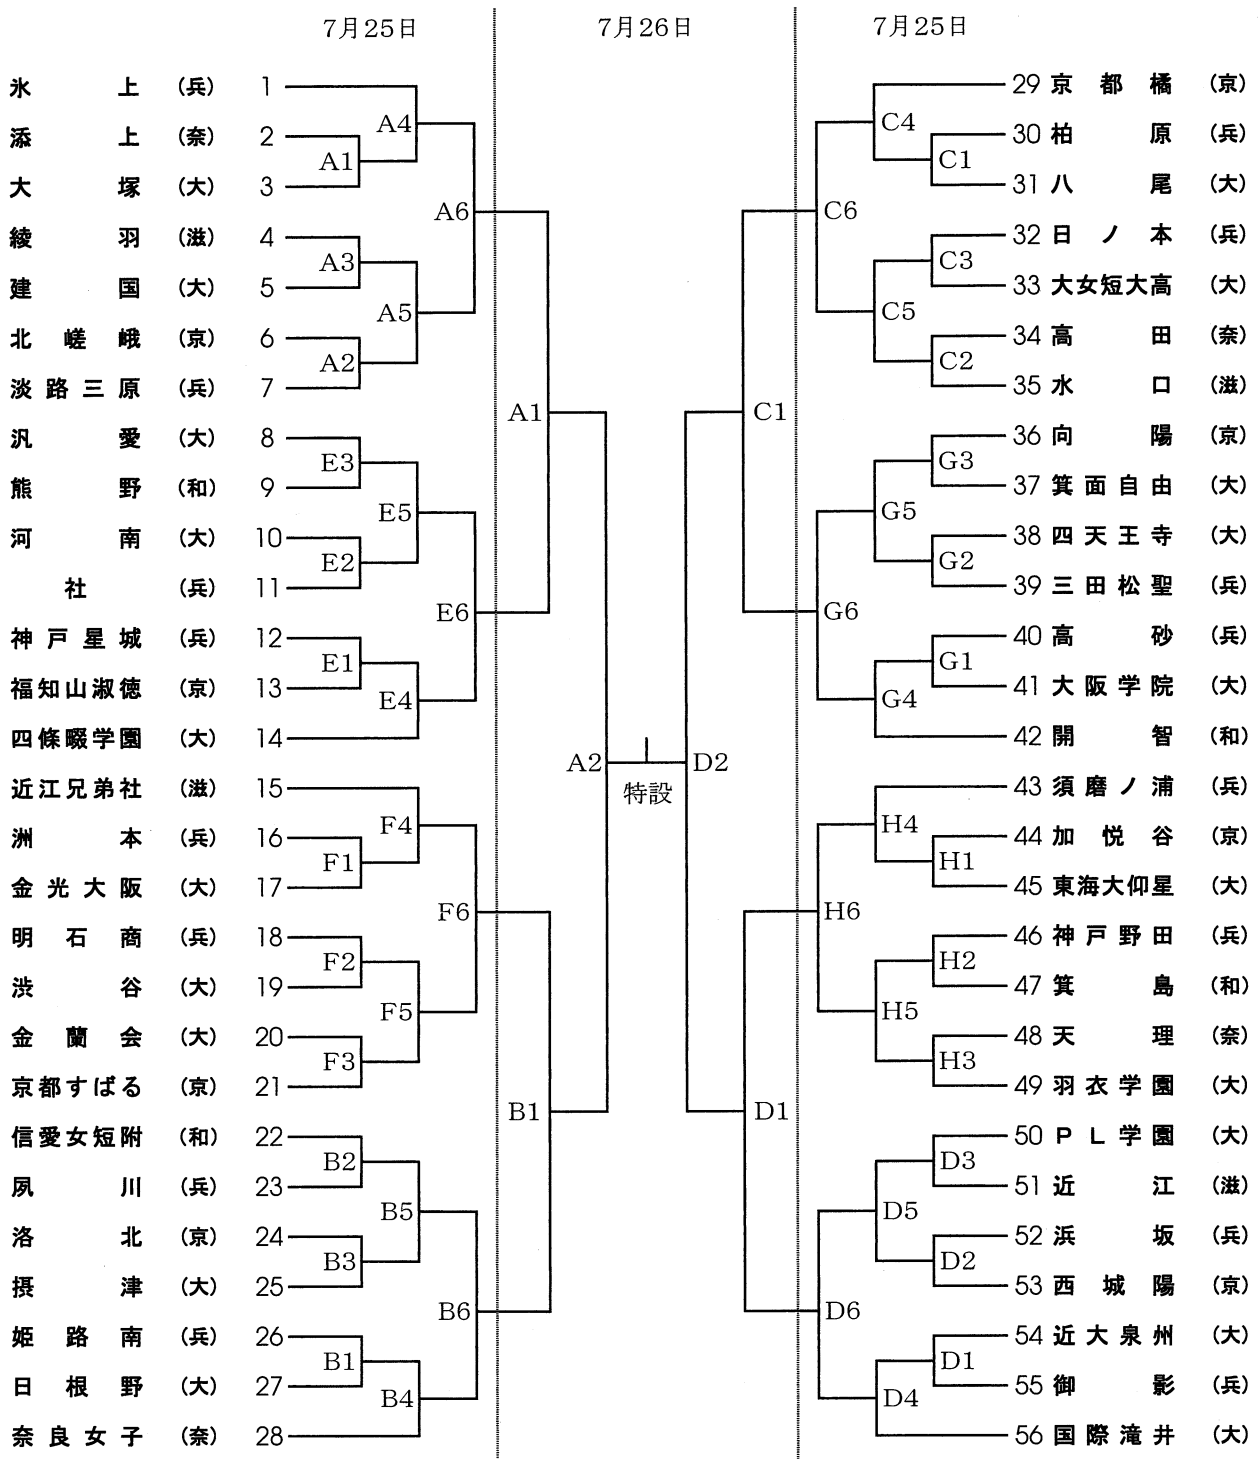 7月25日 7月26日 7月25日
氷上 (兵) 1
添上 (奈) 2
大塚 (大) 3
綾羽 (滋) 4
建国 (大) 5
北嵯峨 (京) 6
淡路三原 (兵) 7
汎愛 (大) 8
熊野 (和) 9
河南 (大) 10
社 (兵) 11
神戸星城 (兵) 12
福知山淑徳 (京) 13
四條畷学園 (大) 14
近江兄弟社 (滋) 15
洲本 (兵) 16
金光大阪 (大) 17
明石商 (兵) 18
渋谷 (大) 19
金蘭会 (大) 20
京都すばる (京) 21
信愛女短附 (和) 22
夙川 (兵) 23
洛北 (京) 24
摂津 (大) 25
姫路南 (兵) 26
日根野 (大) 27
奈良女子 (奈) 28
A4
A1
A6
A3
A5
A2
A1
E3
E5
E2
E6
E1
E4
A2
F4
F1
F6
F2
F5
F3
B1
B2
B5
B3
B6
B1
B4
特設
C4
C1
C6
C3
C5
C2
C1
G3
G5
G2
G6
G1
G4
D2
H4
H1
H6
H2
H5
H3
D1
D3
D5
D2
D6
D1
D4
29 京都橘 (京)
30 柏原 (兵)
31 八尾 (大)
32 日ノ本 (兵)
33 大女短大高 (大)
34 高田 (奈)
35 水口 (滋)
36 向陽 (京)
37 箕面自由 (大)
38 四天王寺 (大)
39 三田松聖 (兵)
40 高砂 (兵)
41 大阪学院 (大)
42 開智 (和)
43 須磨ノ浦 (兵)
44 加悦谷 (京)
45 東海大仰星 (大)
46 神戸野田 (兵)
47 箕島 (和)
48 天理 (奈)
49 羽衣学園 (大)
50 PL学園 (大)
51 近江 (滋)
52 浜坂 (兵)
53 西城陽 (京)
54 近大泉州 (大)
55 御影 (兵)
56 国際滝井 (大)